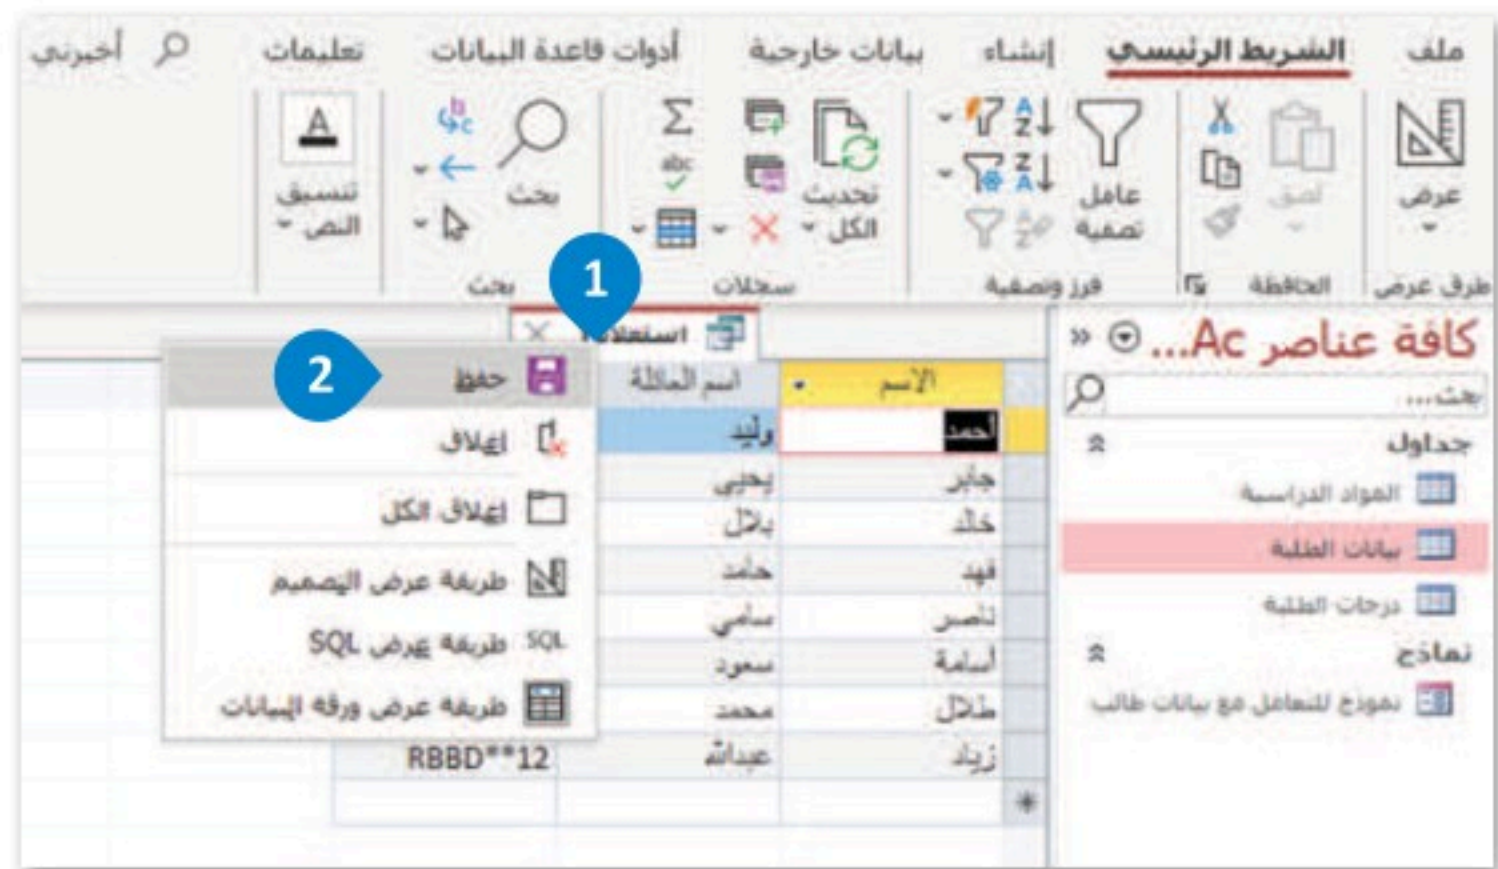 ملف الشريط الرئيسي إنشاء بيانات خارجية أدوات قاعدة البيانات تعليمات أخبرني
عرض
لصق
عامل تصفية
تحديث الكل
abc
بحث
b
c
A
تنسيق النص
طرق عرض الحافظة فرز وتصفية سجلات بحث
1
كافة عناصر Ac...
بحث...
جداول
المواد الدراسية
بيانات الطلبة
درجات الطلبة
نماذج
نموذج للتعامل مع بيانات طالب
الاسم اسم العائلة
أحمد وليد
جابر يحيى
خالد بلال
فهد حامد
ناصر سامي
أسامة سعود
طلال محمد
زياد عبدالله RBBD**12
2
حفظ
إغلاق
إغلاق الكل
طريقة عرض التصميم
SQL طريقة عرض SQL
طريقة عرض ورقة البيانات